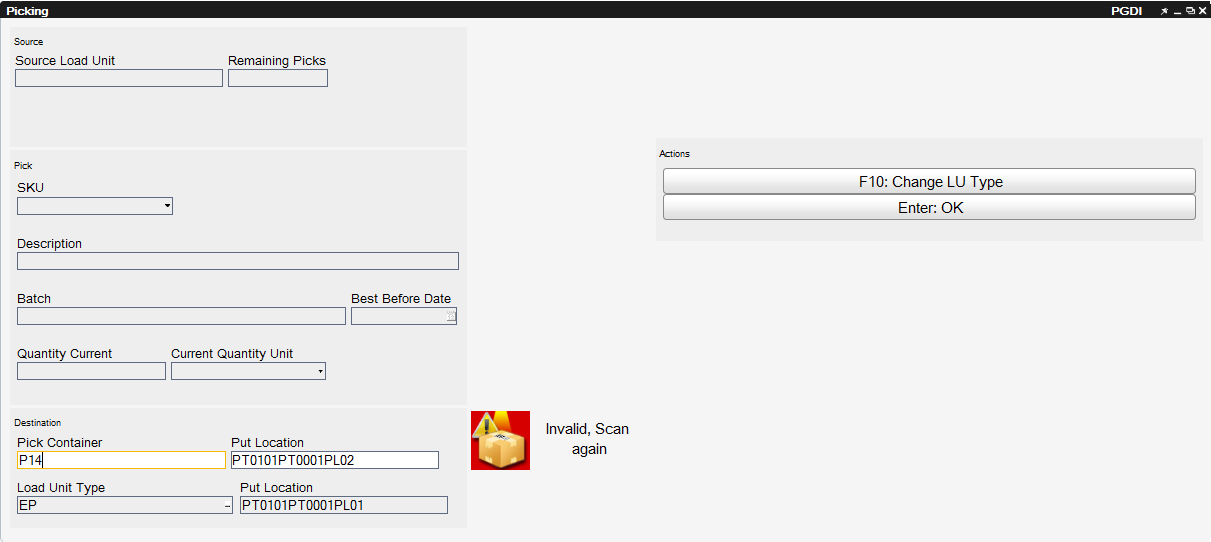 Picking PGDI
Source
Source Load Unit Remaining Picks
Pick
SKU
Description
Batch Best Before Date
Quantity Current Current Quantity Unit
Destination
Pick Container Put Location
P14 PT0101PT0001PL02
Load Unit Type Put Location
EP PT0101PT0001PL01
Invalid, Scan
again
Actions
F10: Change LU Type
Enter: OK